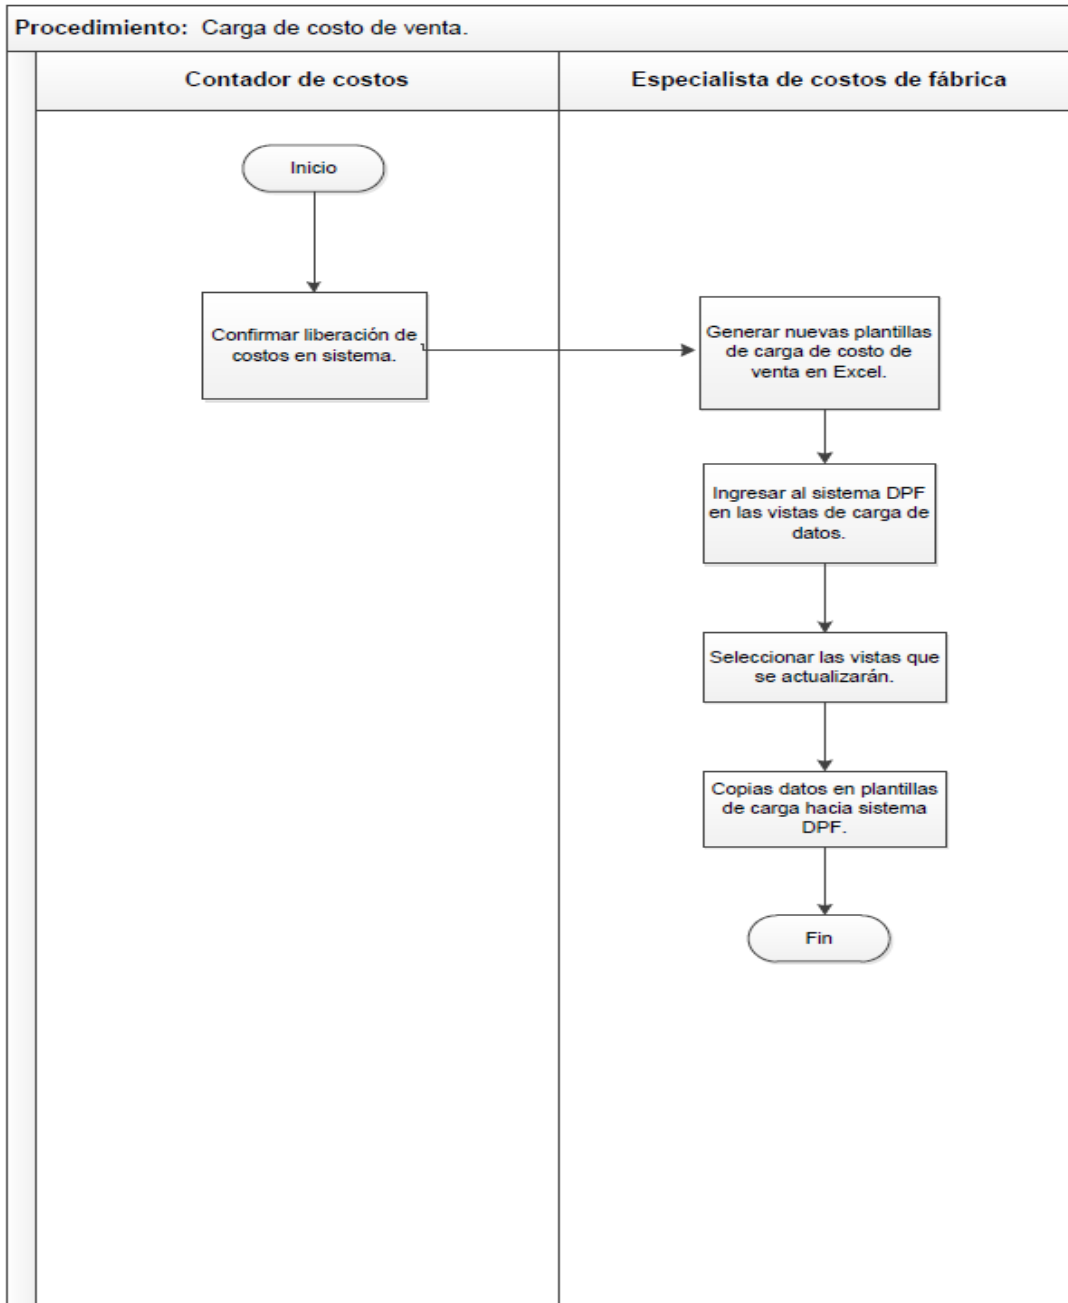 Procedimiento: Carga de costo de venta.
Contador de costos
Especialista de costos de fábrica
Inicio
Confirmar liberación de
costos en sistema.
Generar nuevas plantillas
de carga de costo de
venta en Excel.
Ingresar al sistema DPF
en las vistas de carga de
datos.
Seleccionar las vistas que
se actualizarán.
Copias datos en plantillas
de carga hacia sistema
DPF.
Fin